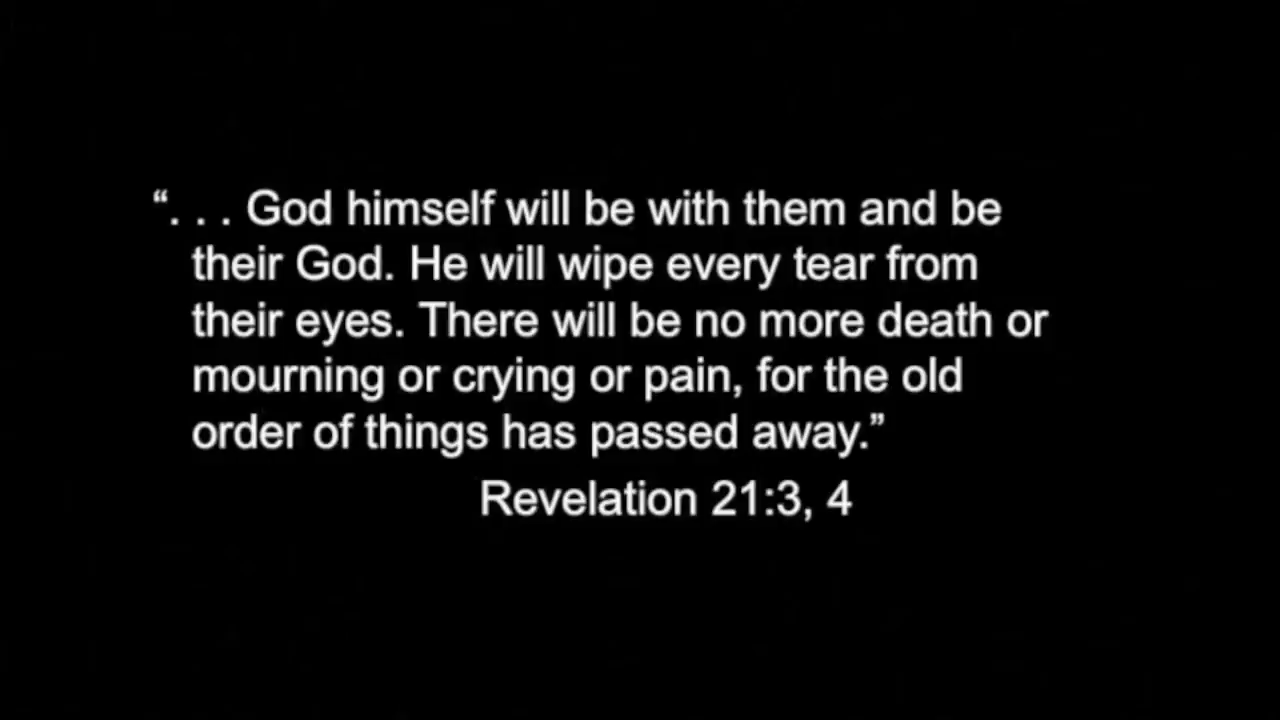 “. . . God himself will be with them and be
their God. He will wipe every tear from
their eyes. There will be no more death or
mourning or crying or pain, for the old
order of things has passed away.”
Revelation 21:3, 4